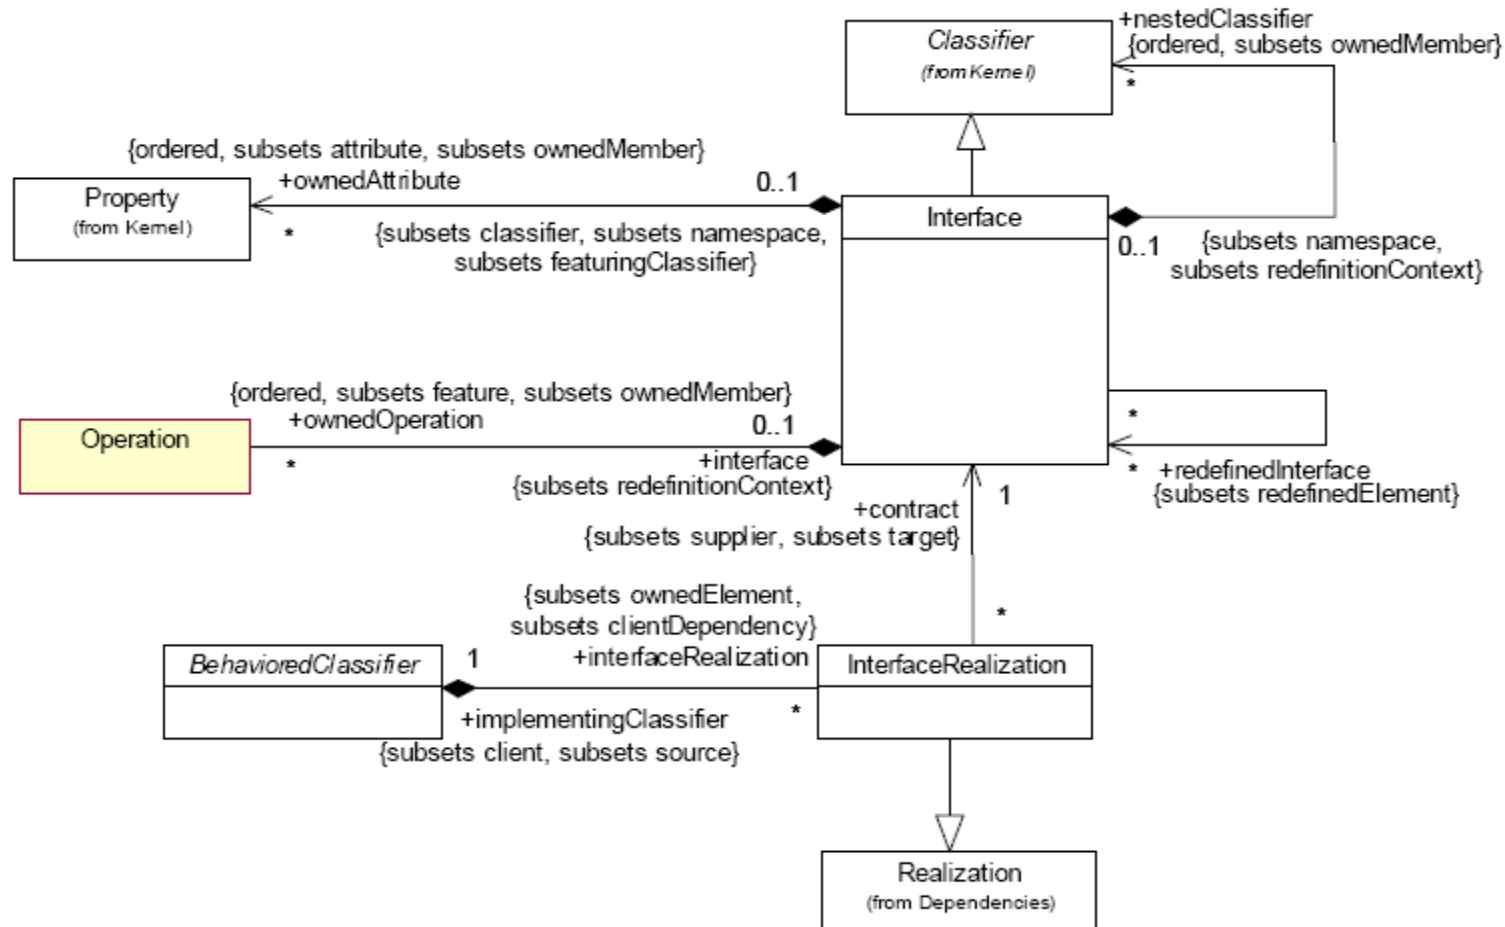 +nestedClassifier
{ordered, subsets ownedMember}
*
Classifier
(from Kernel)
{ordered, subsets attribute, subsets ownedMember}
+ownedAttribute
0..1
*
{subsets classifier, subsets namespace,
subsets featuringClassifier}
Property
(from Kernel)
Interface
0..1
{subsets namespace,
subsets redefinitionContext}
{ordered, subsets feature, subsets ownedMember}
+ownedOperation
0..1
*
+interface
{subsets redefinitionContext}
Operation
*
* +redefinedInterface
{subsets redefinedElement}
+contract
1
{subsets supplier, subsets target}
*
{subsets ownedElement,
subsets clientDependency}
+interfaceRealization
*
BehavioredClassifier
1
+implementingClassifier
{subsets client, subsets source}
InterfaceRealization
Realization
(from Dependencies)